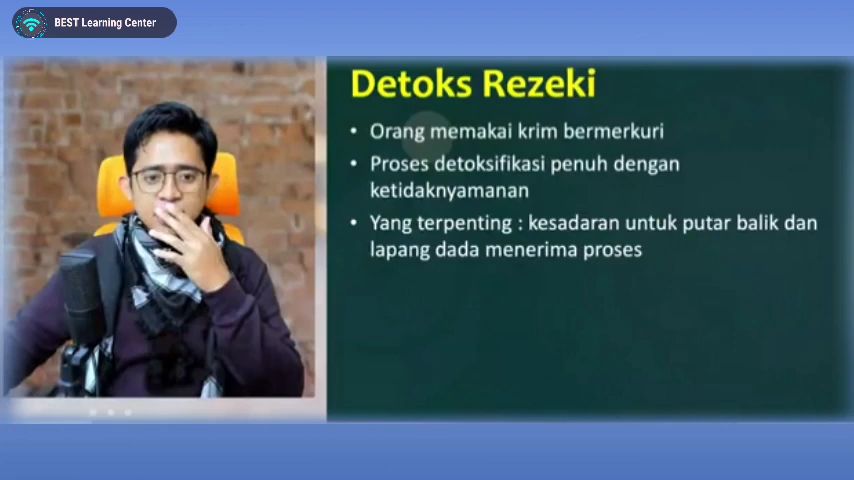 BEST Learning Center
Detoks Rezeki
• Orang memakai krim bermerkuri
• Proses detoksifikasi penuh dengan
ketidaknyamanan
• Yang terpenting : kesadaran untuk putar balik dan
lapang dada menerima proses